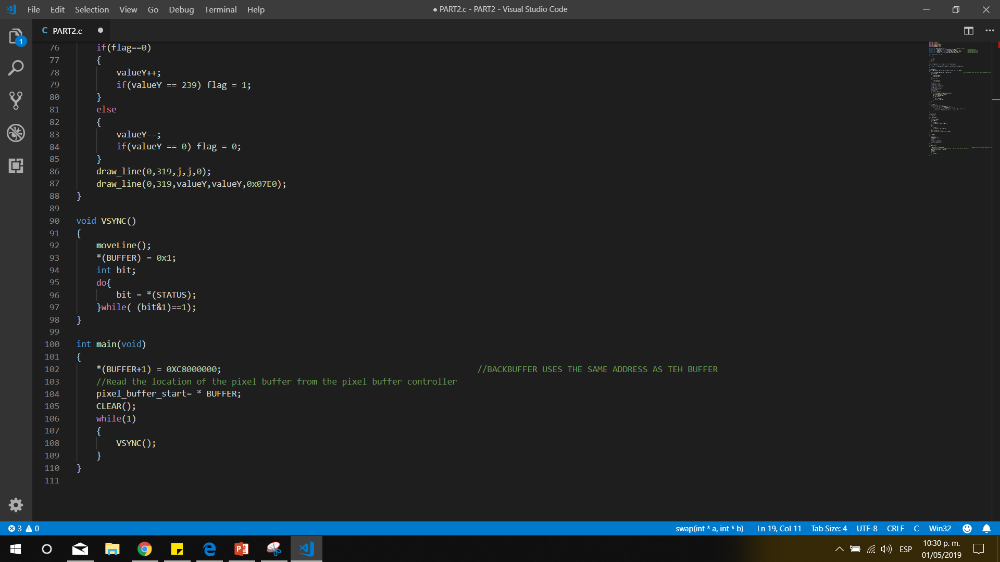 File Edit Selection View Go Debug Terminal Help
● PART2.c - PART2 - Visual Studio Code
C PART2.c
1
76 if(flag==0)
77 {
78 valueY++;
79 if(valueY == 239) flag = 1;
80 }
81 else
82 {
83 valueY--;
84 if(valueY == 0) flag = 0;
85 }
86 draw_line(0,319,j,j,0);
87 draw_line(0,319,valueY,valueY,0x07E0);
88 }
89
90 void VSYNC()
91 {
92 moveLine();
93 *(BUFFER) = 0x1;
94 int bit;
95 do{
96 bit = *(STATUS);
97 }while( (bit&1)==1);
98 }
99
100 int main(void)
101 {
102 *(BUFFER+1) = 0XC8000000; //BACKBUFFER USES THE SAME ADDRESS AS TEH BUFFER
103 //Read the location of the pixel buffer from the pixel buffer controller
104 pixel_buffer_start= * BUFFER;
105 CLEAR();
106 while(1)
107 {
108 VSYNC();
109 }
110 }
111
3 0 swap(int * a, int * b) Ln 19, Col 11 Tab Size: 4 UTF-8 CRLF C Win32
ESP 10:30 p. m.
01/05/2019